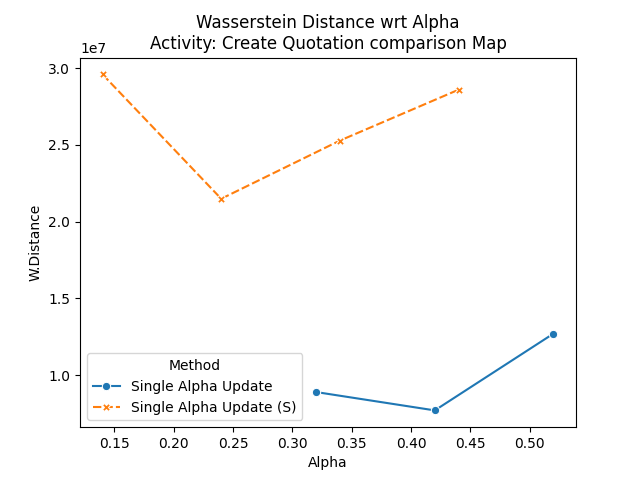 Wasserstein Distance wrt Alpha
Activity: Create Quotation comparison Map
1e7
3.0
2.5
2.0
1.5
1.0
W.Distance
Method
Single Alpha Update
Single Alpha Update (S)
0.15 0.20 0.25 0.30 0.35 0.40 0.45 0.50
Alpha